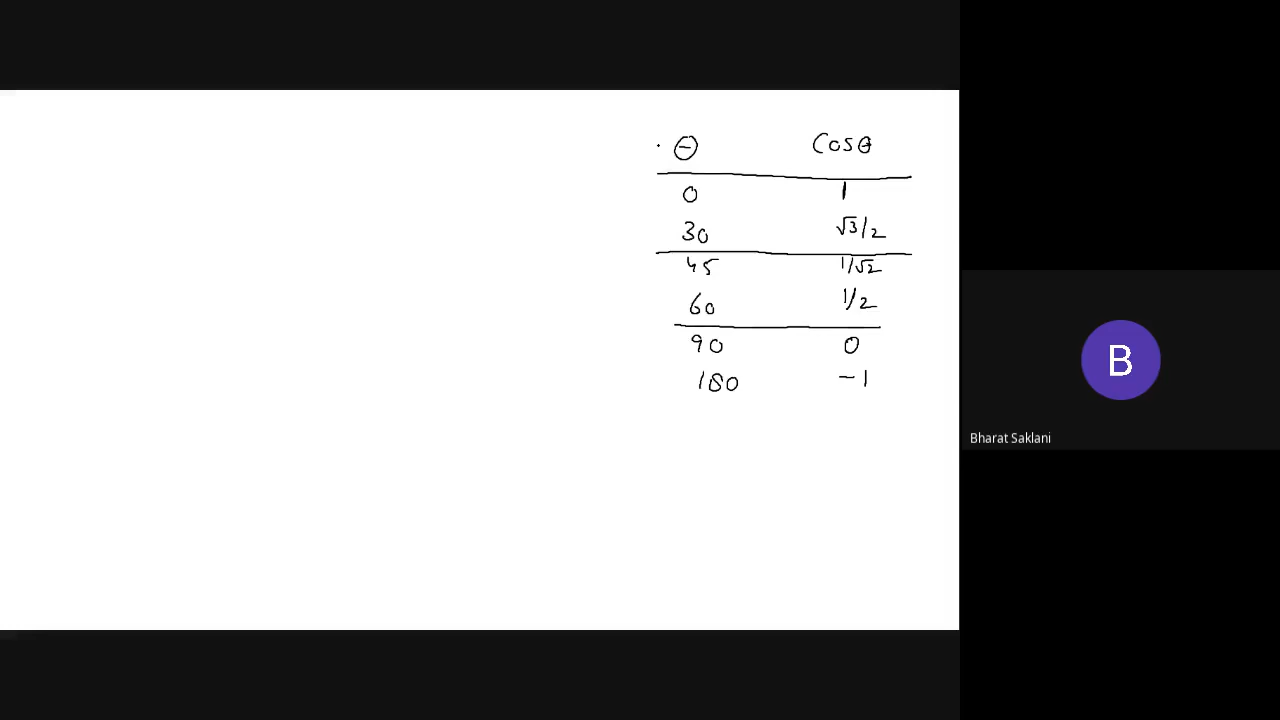 θ cosθ
0 1
30 √3/2
45 1/√2
60 1/2
90 0
180 -1
B
Bharat Saklani